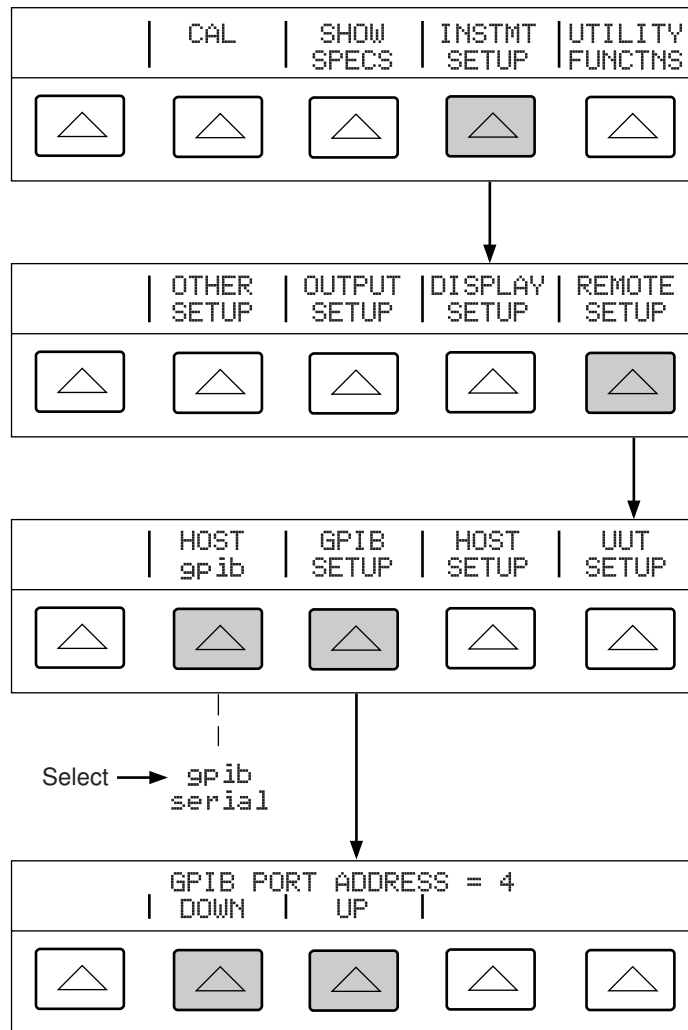 CAL | SHOW SPECS | INSTMT SETUP | UTILITY FUNCTNS
OTHER SETUP | OUTPUT SETUP | DISPLAY SETUP | REMOTE SETUP
HOST gpib | GPIB SETUP | HOST SETUP | UUT SETUP
Select gpib
serial
GPIB PORT ADDRESS = 4
DOWN | UP |